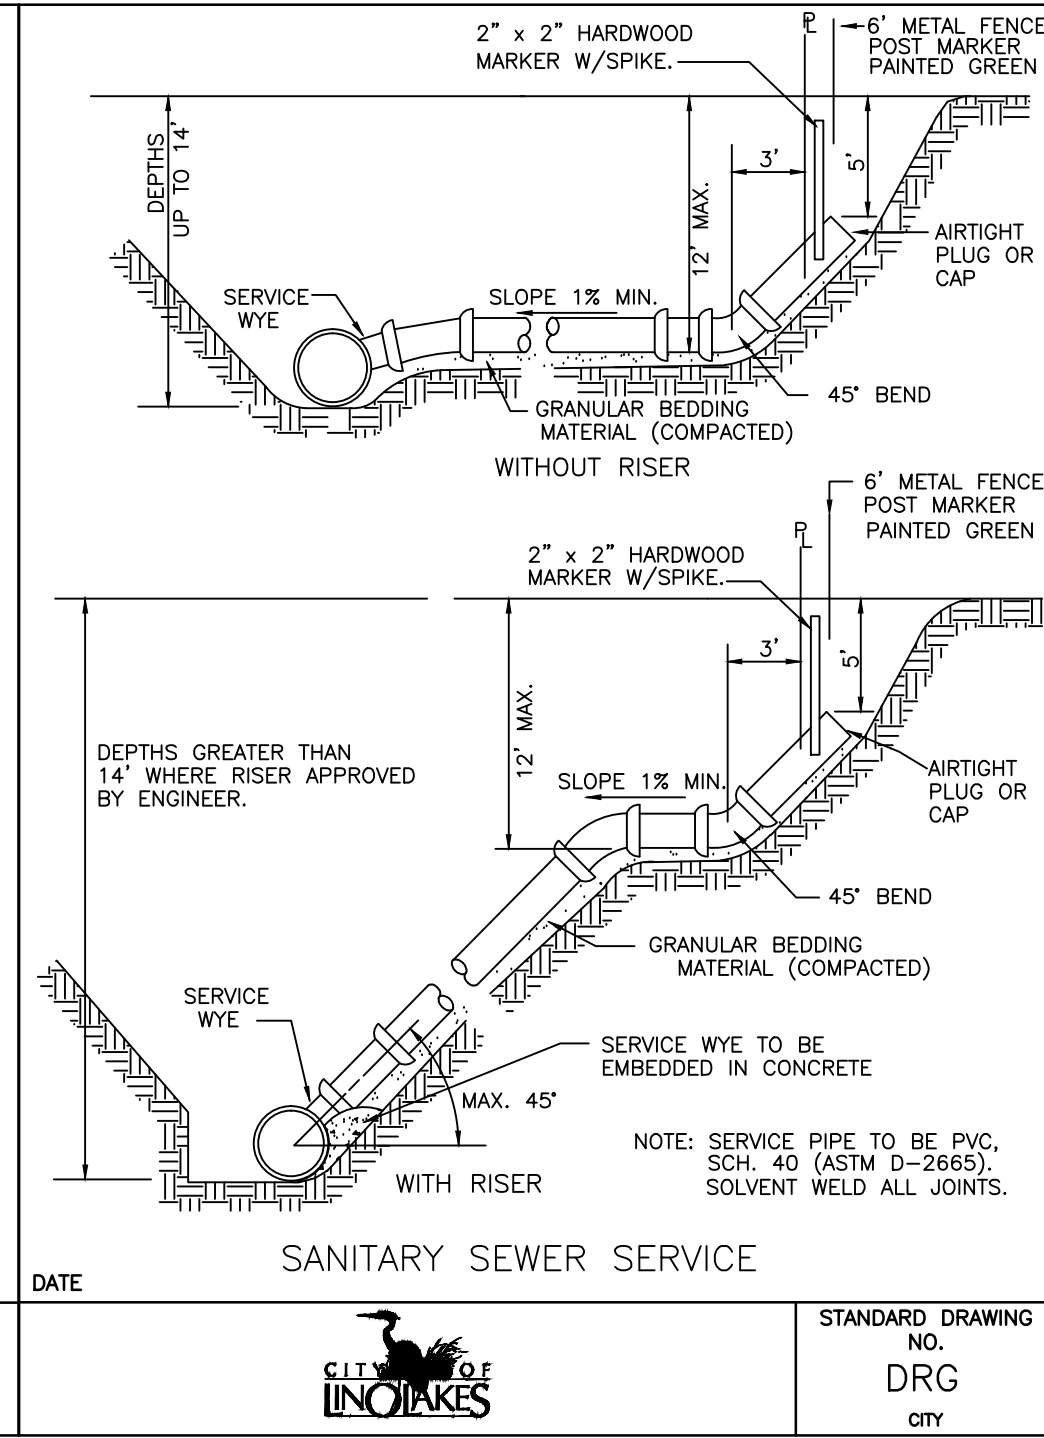 2" x 2" HARDWOOD
MARKER W/SPIKE.
PL
6' METAL FENCE
POST MARKER
PAINTED GREEN
DEPTHS
UP TO 14'
12' MAX.
3'
5'
AIRTIGHT
PLUG OR
CAP
SERVICE
WYE
SLOPE 1% MIN.
45° BEND
GRANULAR BEDDING
MATERIAL (COMPACTED)
WITHOUT RISER
6' METAL FENCE
POST MARKER
PAINTED GREEN
PL
2" x 2" HARDWOOD
MARKER W/SPIKE.
3'
5'
12' MAX.
DEPTHS GREATER THAN
14' WHERE RISER APPROVED
BY ENGINEER.
SLOPE 1% MIN.
AIRTIGHT
PLUG OR
CAP
45° BEND
GRANULAR BEDDING
MATERIAL (COMPACTED)
SERVICE
WYE
SERVICE WYE TO BE
EMBEDDED IN CONCRETE
MAX. 45°
NOTE: SERVICE PIPE TO BE PVC,
SCH. 40 (ASTM D-2665).
SOLVENT WELD ALL JOINTS.
WITH RISER
SANITARY SEWER SERVICE
DATE
CITY OF
LINO LAKES
STANDARD DRAWING
NO.
DRG
CITY